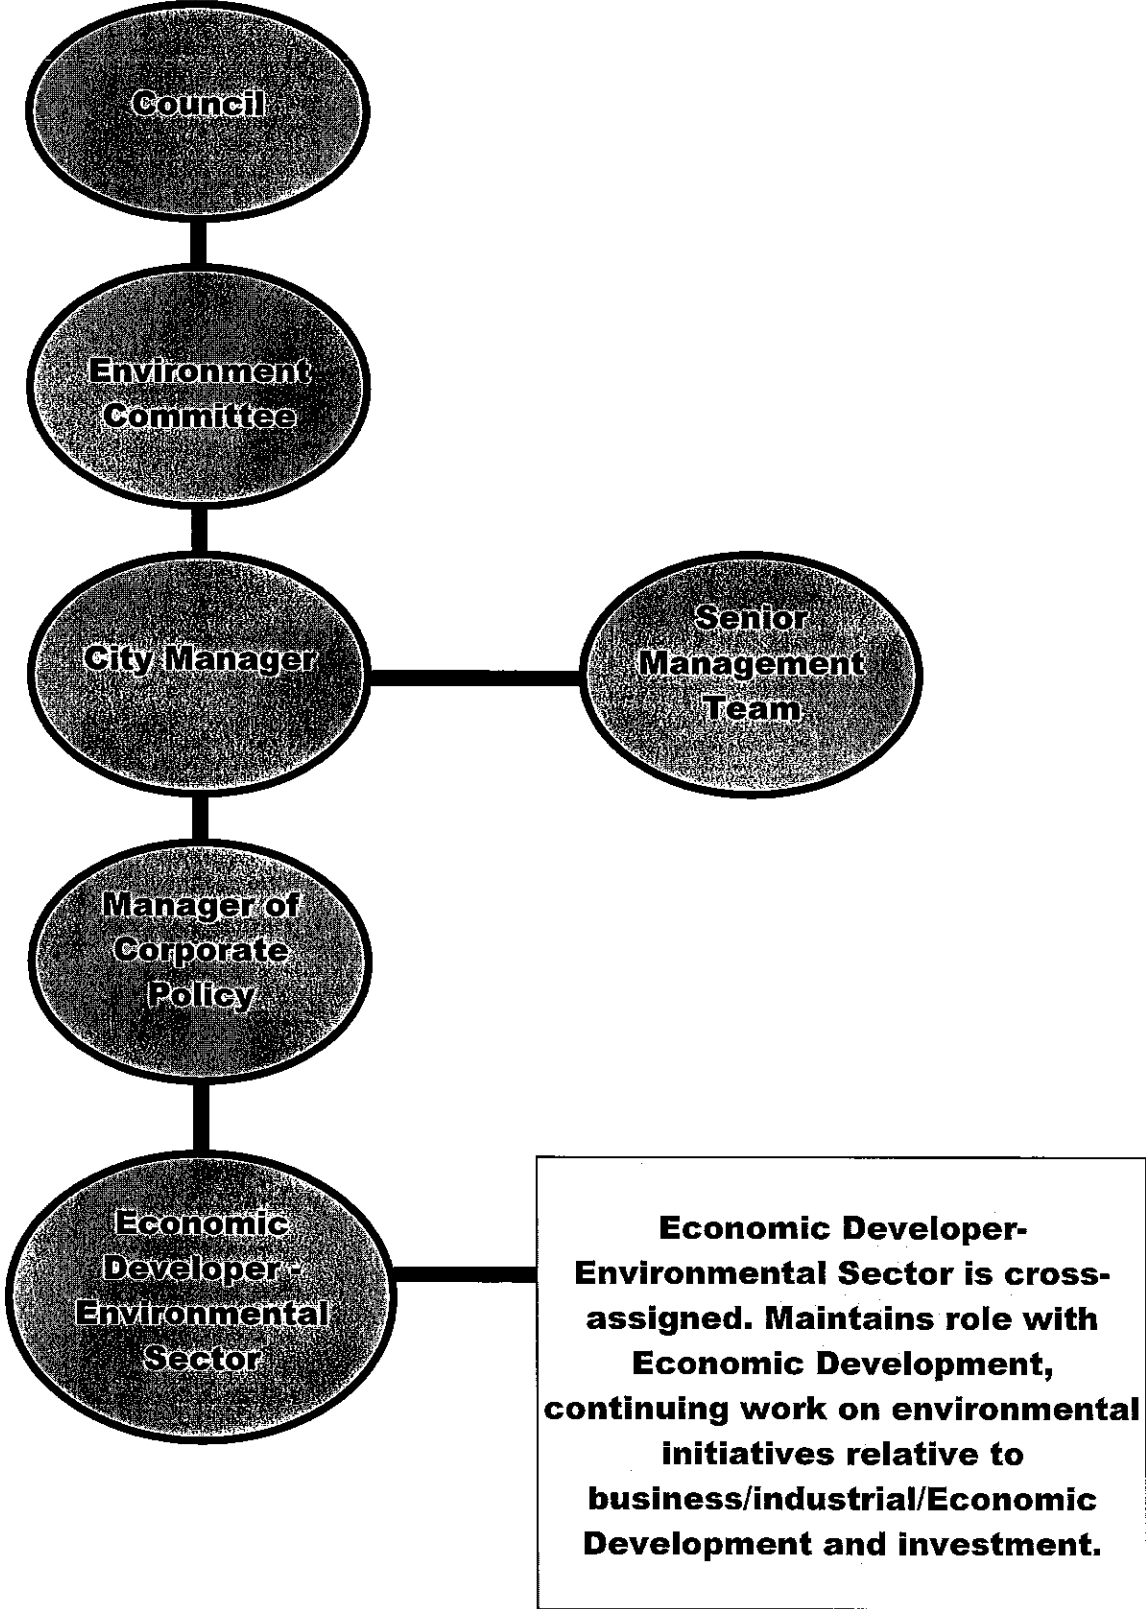 Council
Environment
Committee
City Manager
Senior
Management
Team
Manager of
Corporate
Policy
Economic
Developer -
Environmental
Sector
Economic Developer-
Environmental Sector is cross-
assigned. Maintains role with
Economic Development,
continuing work on environmental
initiatives relative to
business/industrial/Economic
Development and investment.